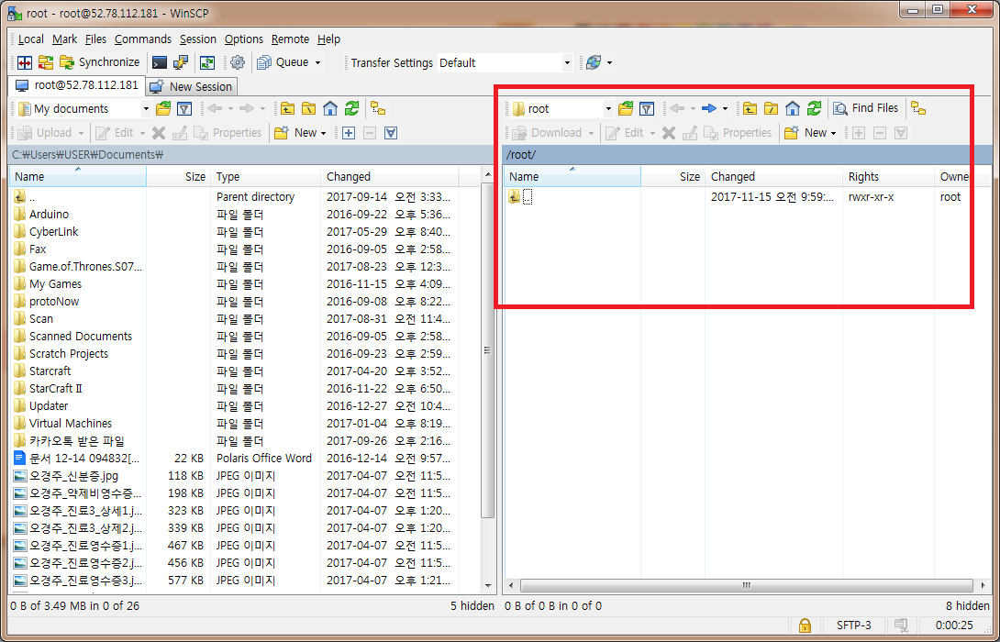 root - root@52.78.112.181 - WinSCP
Local Mark Files Commands Session Options Remote Help
Synchronize Queue Transfer Settings Default
root@52.78.112.181 New Session
My documents
Upload Edit Properties New
C:₩Users₩USER₩Documents₩
Name Size Type Changed
.. Parent directory 2017-09-14 오전 3:33...
Arduino 파일 폴더 2016-09-22 오후 5:36...
CyberLink 파일 폴더 2017-05-29 오후 8:40...
Fax 파일 폴더 2016-09-05 오후 2:58...
Game.of.Thrones.S07... 파일 폴더 2017-08-23 오후 12:3...
My Games 파일 폴더 2016-11-15 오후 4:09...
protoNow 파일 폴더 2016-09-08 오후 8:22...
Scan 파일 폴더 2017-08-31 오전 11:4...
Scanned Documents 파일 폴더 2016-09-05 오후 2:58...
Scratch Projects 파일 폴더 2016-09-23 오후 2:59...
Starcraft 파일 폴더 2017-04-20 오후 3:52...
StarCraft II 파일 폴더 2016-11-22 오후 6:50...
Updater 파일 폴더 2016-12-27 오전 10:4...
Virtual Machines 파일 폴더 2017-01-04 오후 8:19...
카카오톡 받은 파일 파일 폴더 2017-09-26 오후 2:16...
문서 12-14 094832[... 22 KB Polaris Office Word 2016-12-14 오전 9:57...
오경주_신분증.jpg 118 KB JPEG 이미지 2017-04-07 오전 11:5...
오경주_약제비영수증... 198 KB JPEG 이미지 2017-04-07 오전 11:5...
오경주_진료3_상세1.j... 323 KB JPEG 이미지 2017-04-07 오후 1:20...
오경주_진료3_상제2.j... 339 KB JPEG 이미지 2017-04-07 오후 1:20...
오경주_진료영수증1.j... 467 KB JPEG 이미지 2017-04-07 오전 11:5...
오경주_진료영수증2.j... 456 KB JPEG 이미지 2017-04-07 오전 11:5...
오경주_진료영수증3.j... 577 KB JPEG 이미지 2017-04-07 오후 1:21...
0 B of 3.49 MB in 0 of 26 5 hidden
root Find Files
Download Edit Properties New
/root/
Name Size Changed Rights Owne
.. 2017-11-15 오전 9:59:... rwxr-xr-x root
0 B of 0 B in 0 of 0 8 hidden
SFTP-3 0:00:25